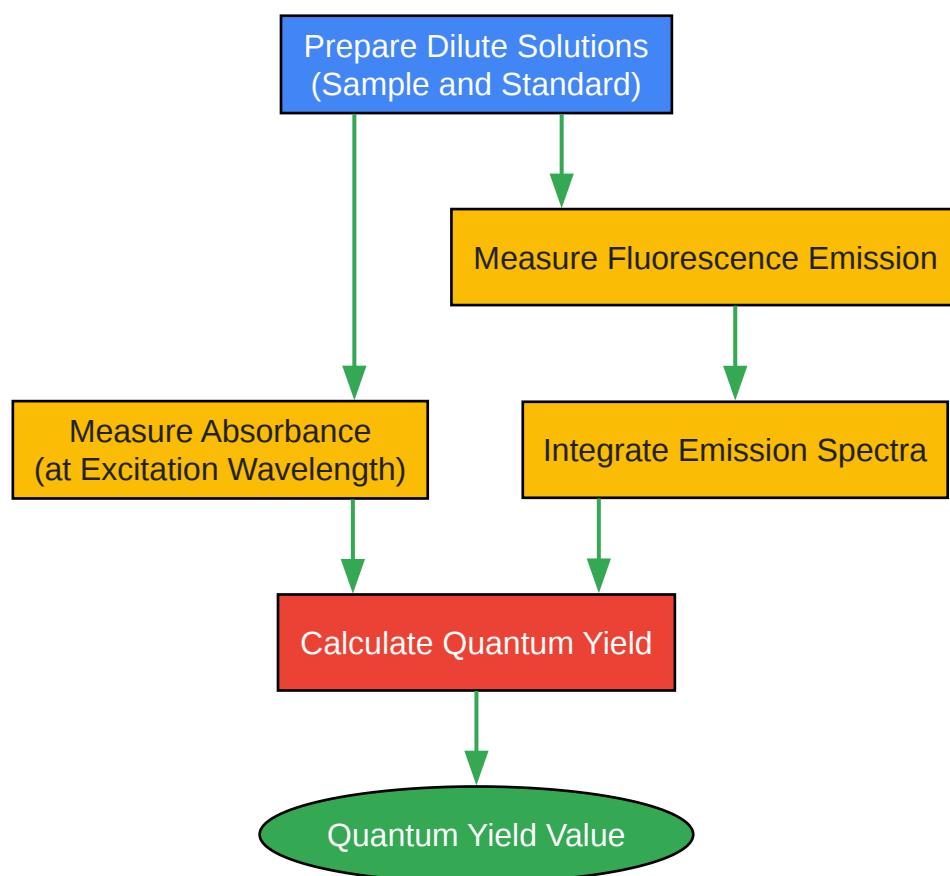 Prepare Dilute Solutions
(Sample and Standard)
Measure Fluorescence Emission
Measure Absorbance
(at Excitation Wavelength)
Integrate Emission Spectra
Calculate Quantum Yield
Quantum Yield Value